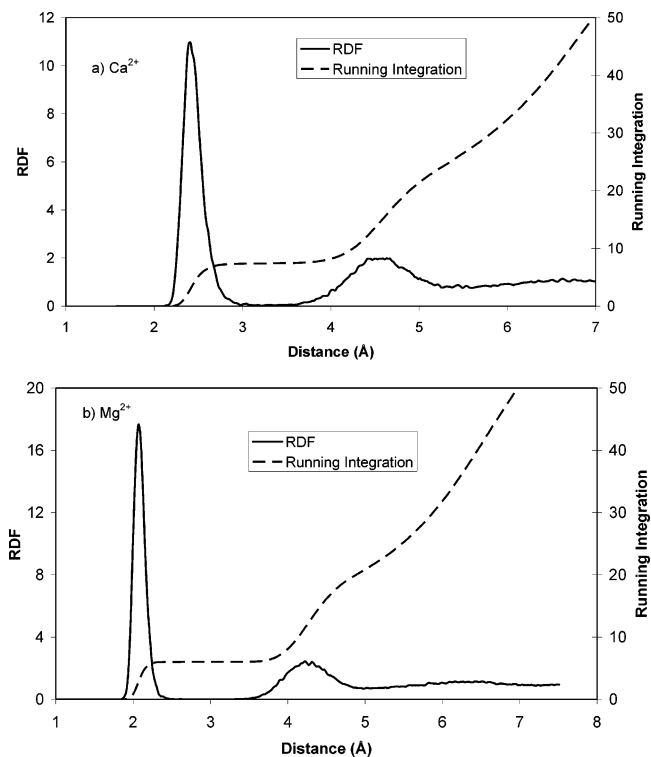 12
50
a) Ca²⁺
RDF
Running Integration
10
40
8
30
6
20
4
10
2
0
0
1 2 3 4 5 6 7
Distance (Å)
RDF
Running Integration
20
50
b) Mg²⁺
RDF
Running Integration
16
40
12
30
8
20
4
10
0
0
1 2 3 4 5 6 7 8
Distance (Å)
RDF
Running Integration